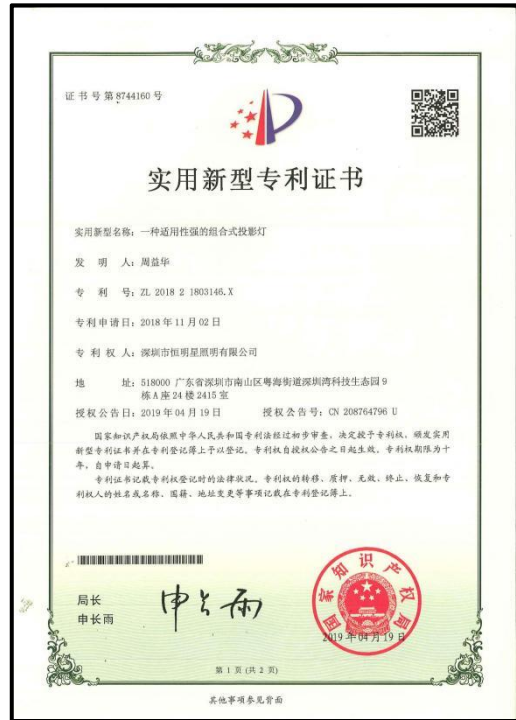 证书号第8744160号
实用新型专利证书
实用新型名称：一种适用性强的组合式投影灯
发明人：周益华
专利号：ZL 2018 2 1803146.X
专利申请日：2018年11月02日
专利权人：深圳市恒明星照明有限公司
地址：518000 广东省深圳市南山区粤海街道深圳湾科技生态园9
栋A座24楼2415室
授权公告日：2019年04月19日 授权公告号：CN 208764796 U
国家知识产权局依照中华人民共和国专利法经过初步审查，决定授予专利权，颁发实用
新型专利证书并在专利登记簿上予以登记。专利权自授权公告之日起生效。专利权期限为十
年，自申请日起算。
专利证书记载专利权登记时的法律状况。专利权的转移、质押、无效、终止、恢复和专
利权人的姓名或名称、国籍、地址变更等事项记载在专利登记簿上。
局长
申长雨
申长雨
国家知识产权局
2019年04月19日
第 1 页 (共 2 页)
其他事项参见背面